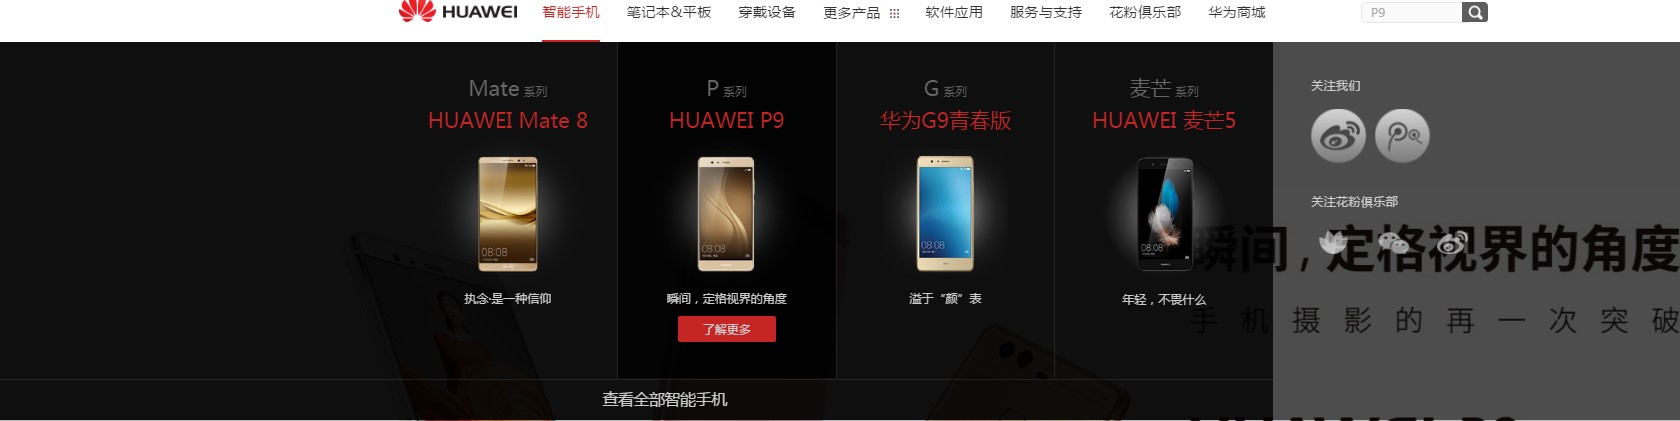 HUAWEI 智能手机 笔记本&平板 穿戴设备 更多产品 软件应用 服务与支持 花粉俱乐部 华为商城 P9
Mate 系列
HUAWEI Mate 8
08:08
执念·是一种信仰
P 系列
HUAWEI P9
08:08
瞬间，定格视界的角度
了解更多
G 系列
华为G9青春版
08:08
溢于“颜”表
麦芒 系列
HUAWEI 麦芒5
08:08
年轻，不畏什么
关注我们
关注花粉俱乐部
瞬间，定格视界的角度
手机摄影的再一次突破
查看全部智能手机
HUAWEI P9